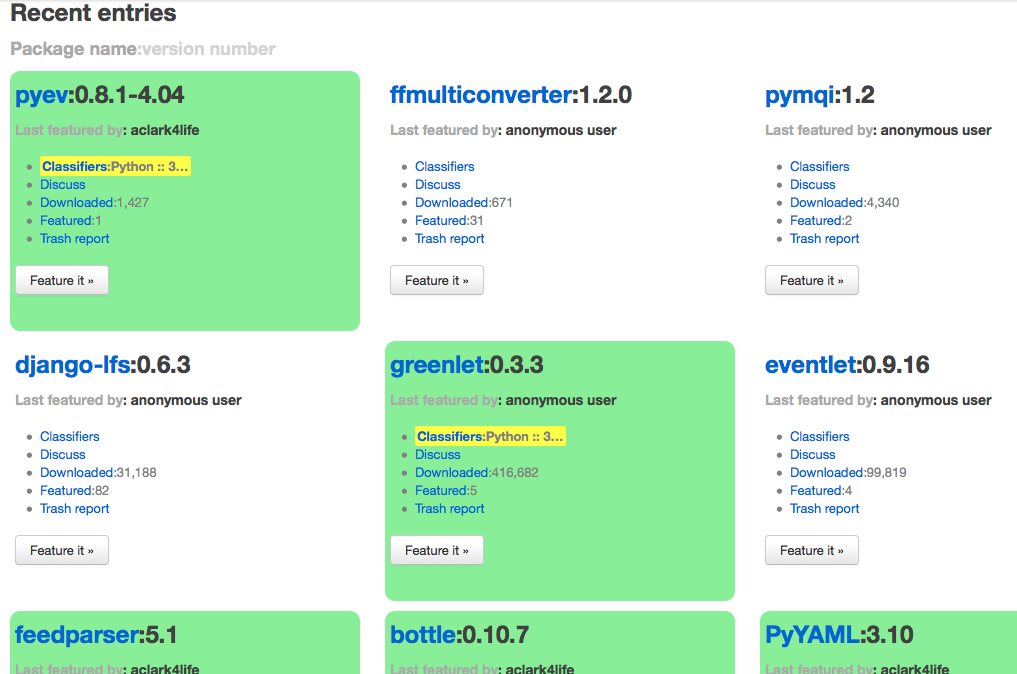 Recent entries
Package name:version number
pyev:0.8.1-4.04
Last featured by: aclark4life
Classifiers:Python :: 3...
Discuss
Downloaded:1,427
Featured:1
Trash report
Feature it »
ffmulticonverter:1.2.0
Last featured by: anonymous user
Classifiers
Discuss
Downloaded:671
Featured:31
Trash report
Feature it »
pymqi:1.2
Last featured by: anonymous user
Classifiers
Discuss
Downloaded:4,340
Featured:2
Trash report
Feature it »
django-lfs:0.6.3
Last featured by: anonymous user
Classifiers
Discuss
Downloaded:31,188
Featured:82
Trash report
Feature it »
greenlet:0.3.3
Last featured by: anonymous user
Classifiers:Python :: 3...
Discuss
Downloaded:416,682
Featured:5
Trash report
Feature it »
eventlet:0.9.16
Last featured by: anonymous user
Classifiers
Discuss
Downloaded:99,819
Featured:4
Trash report
Feature it »
feedparser:5.1
Last featured by: aclark4life
bottle:0.10.7
Last featured by: aclark4life
PyYAML:3.10
Last featured by: aclark4life